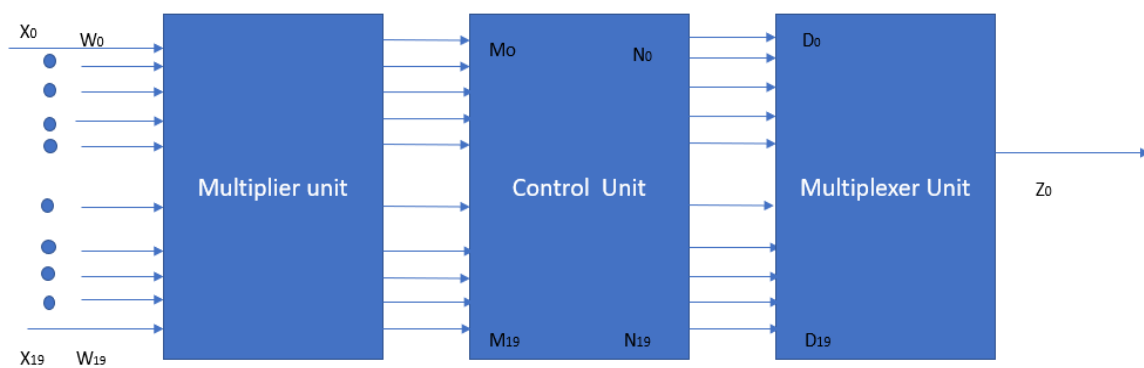 X0 W0
Mo N0 D0
Multiplier unit Control Unit Multiplexer Unit
Z0
M19 N19 D19
X19 W19